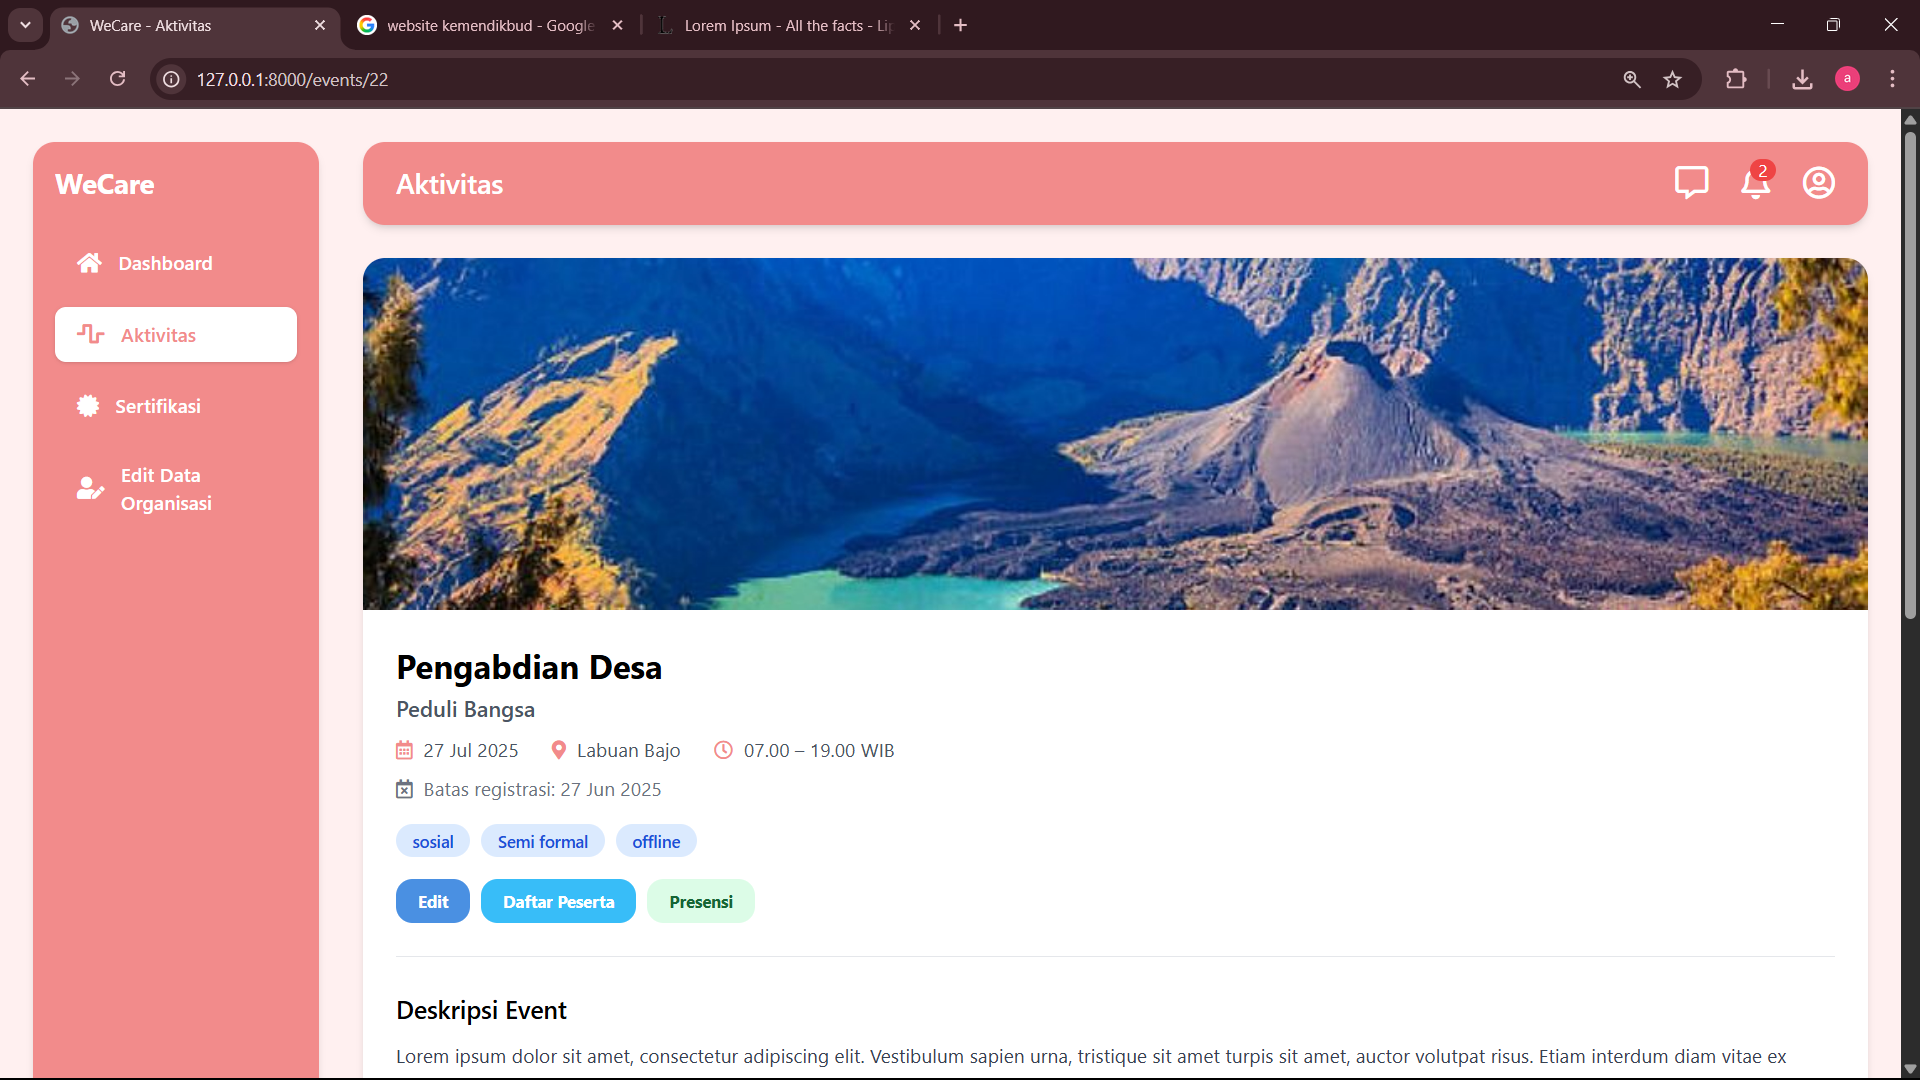 WeCare - Aktivitas
website kemendikbud - Google
Lorem Ipsum - All the facts - Lip
127.0.0.1:8000/events/22
a
WeCare
Dashboard
Aktivitas
Sertifikasi
Edit Data
Organisasi
Aktivitas
2
Pengabdian Desa
Peduli Bangsa
27 Jul 2025 Labuan Bajo 07.00 – 19.00 WIB
Batas registrasi: 27 Jun 2025
sosial Semi formal offline
Edit Daftar Peserta Presensi
Deskripsi Event
Lorem ipsum dolor sit amet, consectetur adipiscing elit. Vestibulum sapien urna, tristique sit amet turpis sit amet, auctor volutpat risus. Etiam interdum diam vitae ex